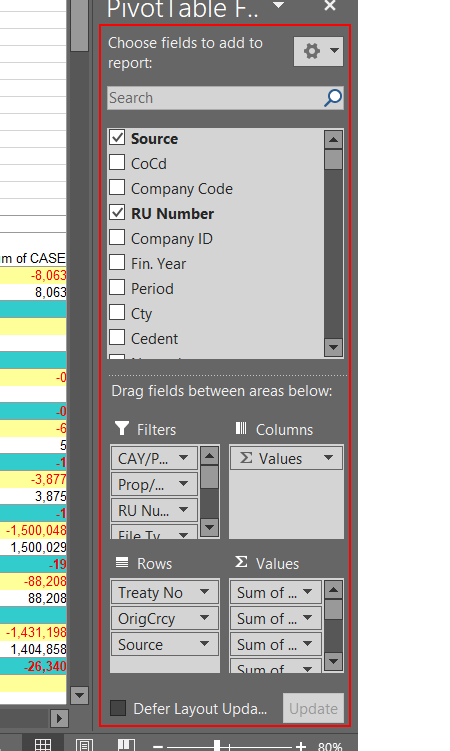 PivotTable F..
Choose fields to add to
report:
Search
Source
CoCd
Company Code
RU Number
Company ID
Fin. Year
Period
Cty
Cedent
Drag fields between areas below:
Filters
Columns
CAY/P...
Prop/...
RU Nu...
File Ty
Σ Values
Rows
Σ Values
Treaty No
OrigCrcy
Source
Sum of ...
Sum of ...
Sum of ...
Sum of
Defer Layout Upda...
Update
m of CASE
-8,063
8,063
-0
-0
-6
5
-1
-3,877
3,875
-1
-1,500,048
1,500,029
-19
-88,208
88,208
-1,431,198
1,404,858
-26,340
80%